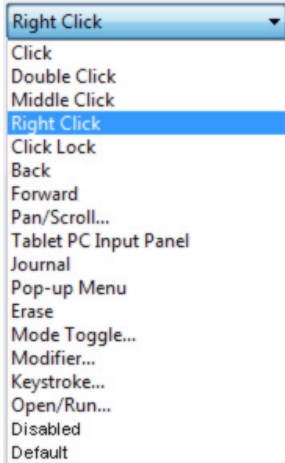 Right Click
Click
Double Click
Middle Click
Right Click
Click Lock
Back
Forward
Pan/Scroll...
Tablet PC Input Panel
Journal
Pop-up Menu
Erase
Mode Toggle...
Modifier...
Keystroke...
Open/Run...
Disabled
Default